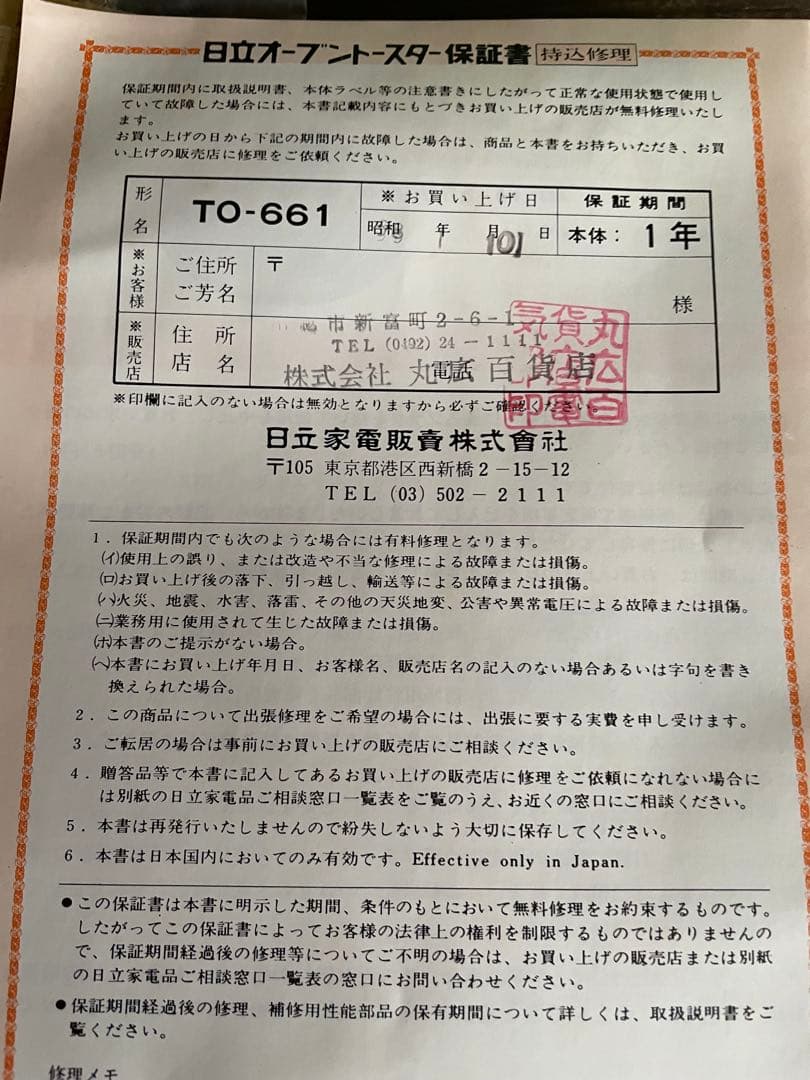 日立オーブントースター保証書 持込修理
保証期間内に取扱説明書、本体ラベル等の注意書きにしたがって正常な使用状態で使用し
ていて故障した場合には、本書記載内容にもとづきお買い上げの販売店が無料修理いたし
ます。
お買い上げの日から下記の期間内に故障した場合は、商品と本書をお持ちいただき、お買
い上げの販売店に修理をご依頼ください。
形名 TO-661 ※お買い上げ日 保証期間
昭和 年 月 日 本体：1年
※お客様 ご住所 〒
ご芳名 様
※販売店 住所 市新富町2-6-1
TEL (0492) 24-1111
店名 株式会社 丸広百貨店 電話
※印欄に記入のない場合は無効となりますから必ずご確認ください。
日立家電販賣株式會社
〒105 東京都港区西新橋2-15-12
TEL (03) 502-2111
1．保証期間内でも次のような場合には有料修理となります。
(イ)使用上の誤り、または改造や不当な修理による故障または損傷。
(ロ)お買い上げ後の落下、引っ越し、輸送等による故障または損傷。
(ハ)火災、地震、水害、落雷、その他の天災地変、公害や異常電圧による故障または損傷。
(ニ)業務用に使用されて生じた故障または損傷。
(ホ)本書のご提示がない場合。
(ヘ)本書にお買い上げ年月日、お客様名、販売店名の記入のない場合あるいは字句を書き
換えられた場合。
2．この商品について出張修理をご希望の場合には、出張に要する実費を申し受けます。
3．ご転居の場合は事前にお買い上げの販売店にご相談ください。
4．贈答品等で本書に記入してあるお買い上げの販売店に修理をご依頼になれない場合に
は別紙の日立家電品ご相談窓口一覧表をご覧のうえ、お近くの窓口にご相談ください。
5．本書は再発行いたしませんので紛失しないよう大切に保存してください。
6．本書は日本国内においてのみ有効です。Effective only in Japan.
●この保証書は本書に明示した期間、条件のもとにおいて無料修理をお約束するものです。
したがってこの保証書によってお客様の法律上の権利を制限するものではありませんの
で、保証期間経過後の修理等についてご不明の場合は、お買い上げの販売店または別紙
の日立家電品ご相談窓口一覧表の窓口にお問い合わせください。
●保証期間経過後の修理、補修用性能部品の保有期間について詳しくは、取扱説明書をご
覧ください。
修理メモ